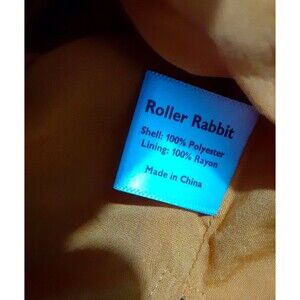 Roller Rabbit
Shell: 100% Polyester
Lining: 100% Rayon
Made in China